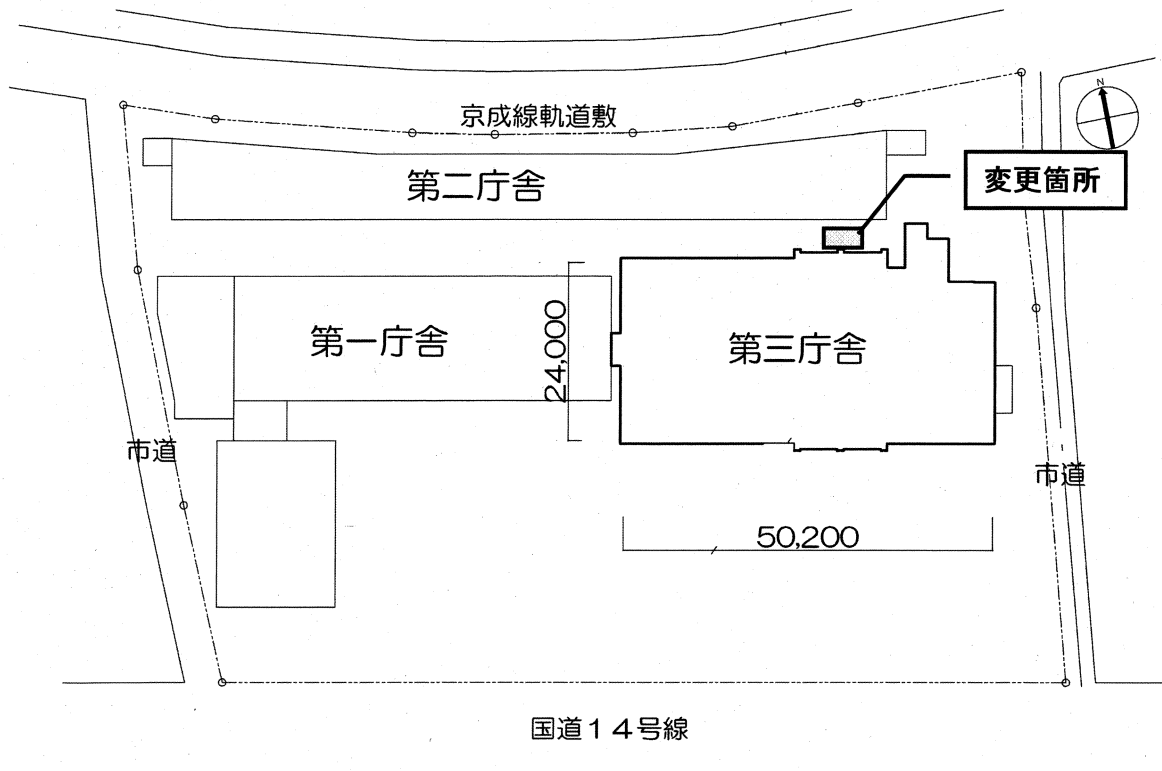 京成線軌道敷
N
第二庁舎
変更箇所
第一庁舎
24,000
第三庁舎
市道
市道
50,200
国道14号線